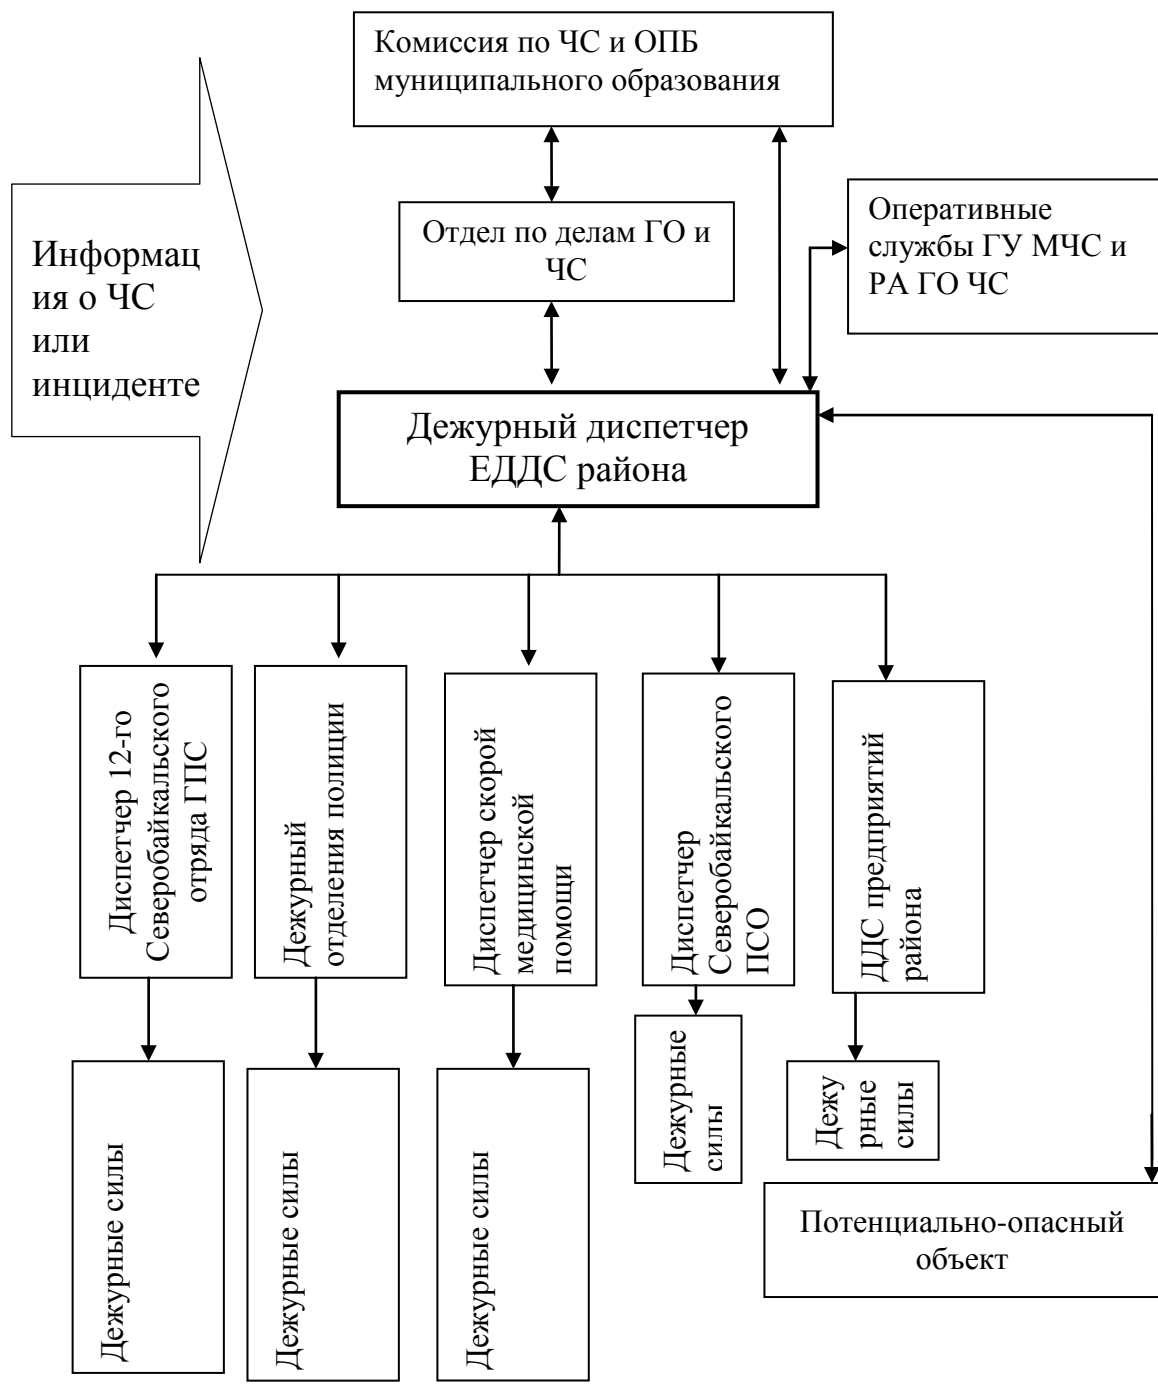 Комиссия по ЧС и ОПБ
муниципального образования
Оперативные
службы ГУ МЧС и
РА ГО ЧС
Отдел по делам ГО и
ЧС
Информац
ия о ЧС
или
инциденте
Дежурный диспетчер
ЕДДС района
Диспетчер 12-го
Северобайкальского
отряда ГПС
Дежурный
отделения полиции
Диспетчер скорой
медицинской
помощи
Диспетчер
Северобайкальского
ПСО
ДДС предприятий
района
Дежурные силы
Дежурные силы
Дежурные силы
Дежурные
силы
Дежу
рные
силы
Потенциально-опасный
объект